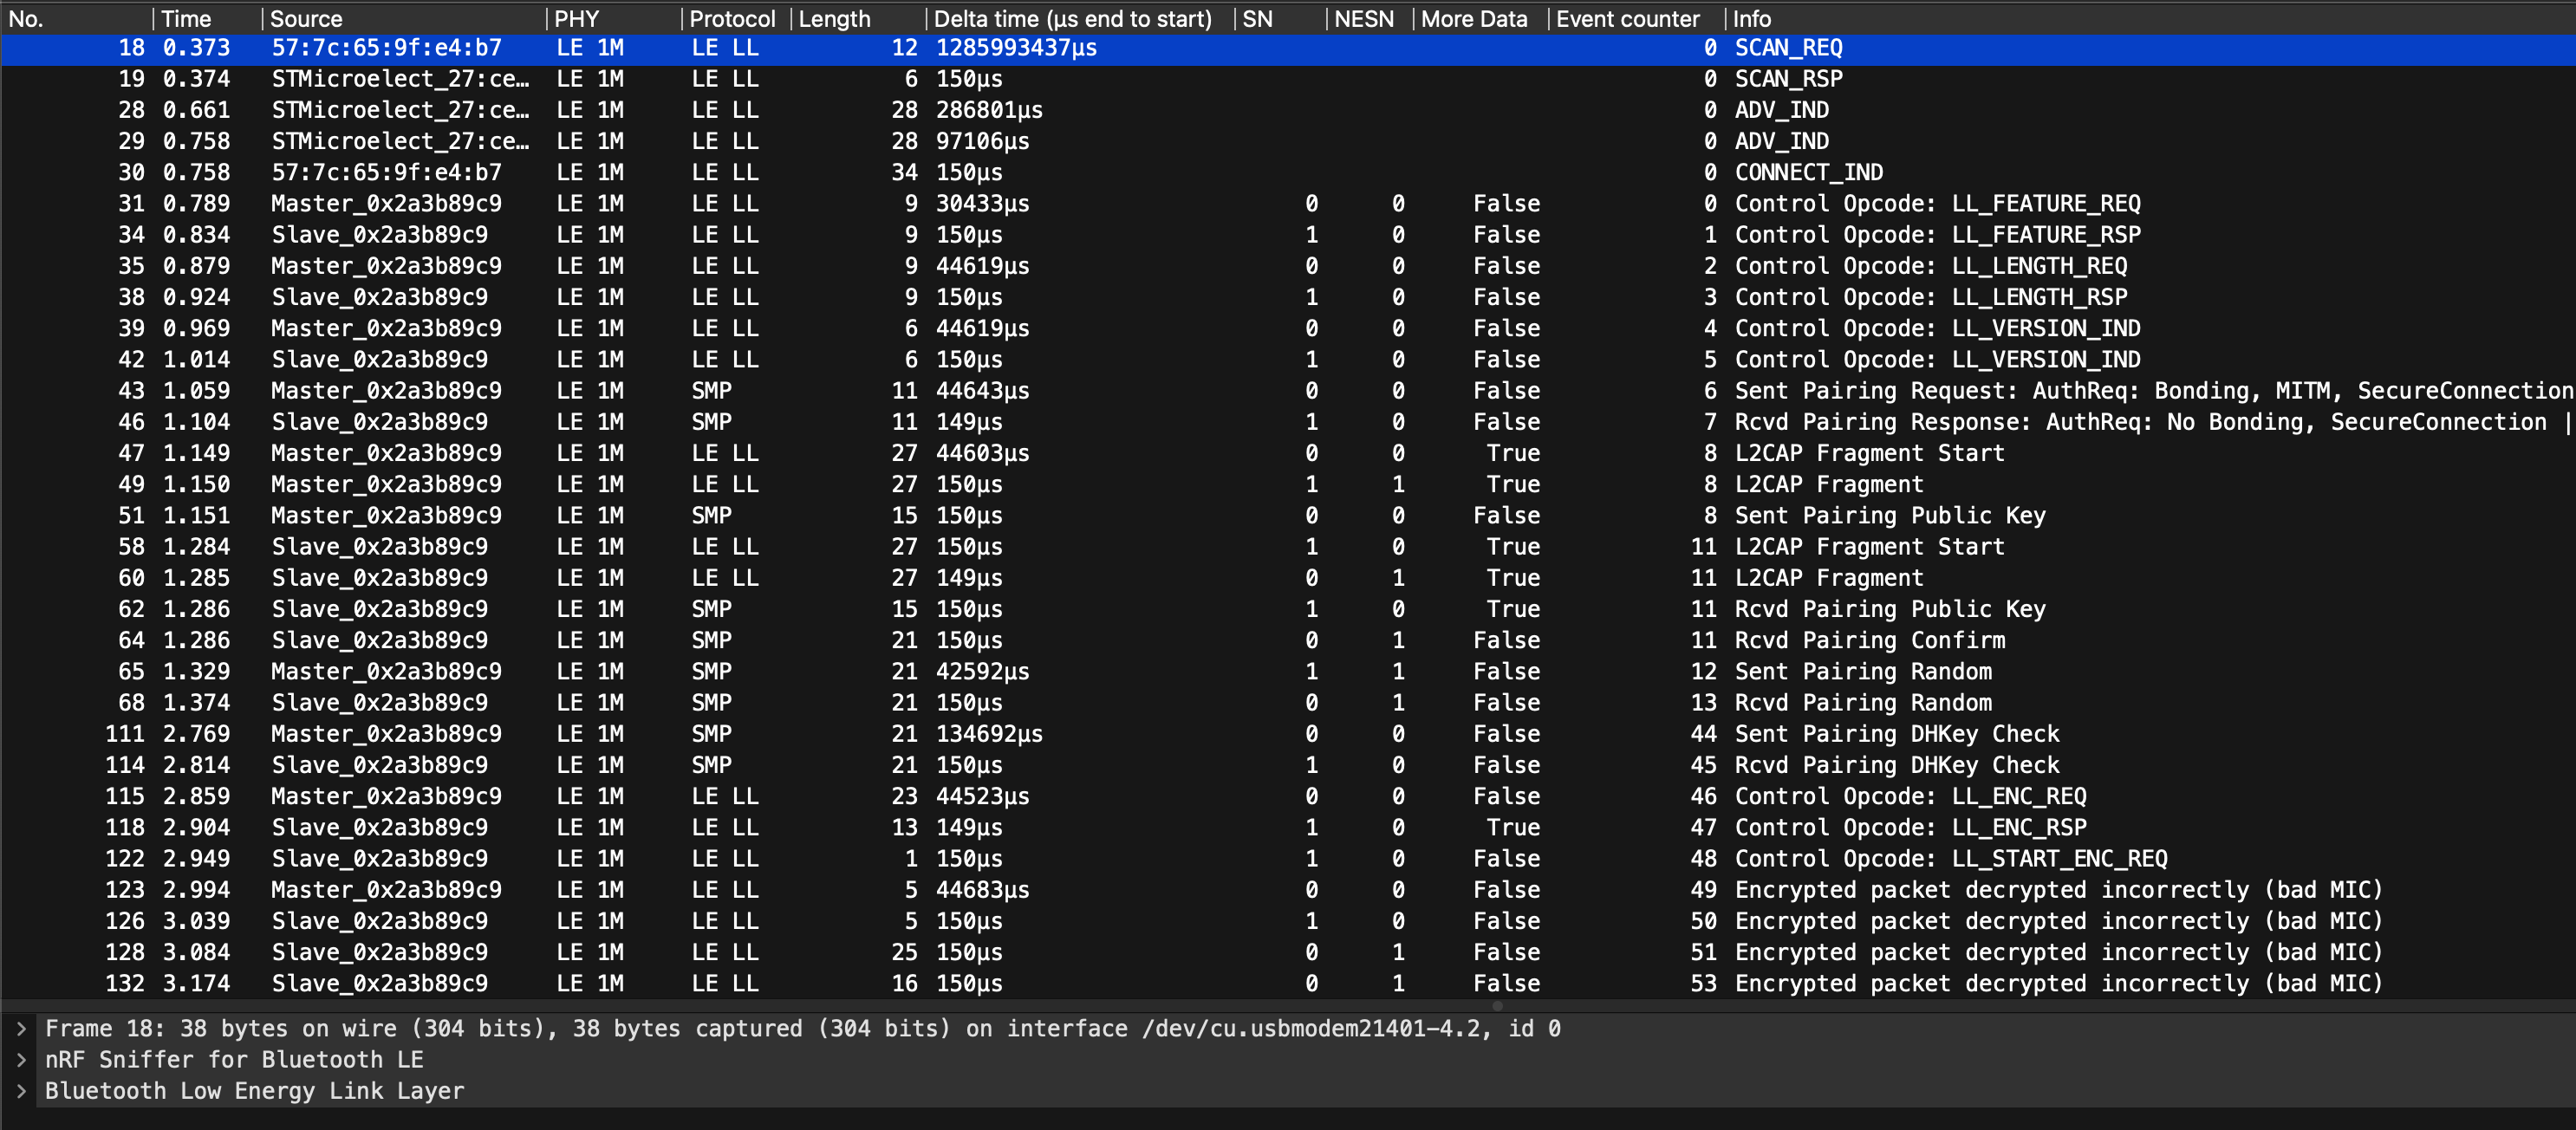 No. Time Source PHY Protocol Length Delta time (µs end to start) SN NESN More Data Event counter Info
18 0.373 57:7c:65:9f:e4:b7 LE 1M LE LL 12 1285993437µs 0 SCAN_REQ
19 0.374 STMicroelect_27:ce… LE 1M LE LL 6 150µs 0 SCAN_RSP
28 0.661 STMicroelect_27:ce… LE 1M LE LL 28 286801µs 0 ADV_IND
29 0.758 STMicroelect_27:ce… LE 1M LE LL 28 97106µs 0 ADV_IND
30 0.758 57:7c:65:9f:e4:b7 LE 1M LE LL 34 150µs 0 CONNECT_IND
31 0.789 Master_0x2a3b89c9 LE 1M LE LL 9 30433µs 0 0 False 0 Control Opcode: LL_FEATURE_REQ
34 0.834 Slave_0x2a3b89c9 LE 1M LE LL 9 150µs 1 0 False 1 Control Opcode: LL_FEATURE_RSP
35 0.879 Master_0x2a3b89c9 LE 1M LE LL 9 44619µs 0 0 False 2 Control Opcode: LL_LENGTH_REQ
38 0.924 Slave_0x2a3b89c9 LE 1M LE LL 9 150µs 1 0 False 3 Control Opcode: LL_LENGTH_RSP
39 0.969 Master_0x2a3b89c9 LE 1M LE LL 6 44619µs 0 0 False 4 Control Opcode: LL_VERSION_IND
42 1.014 Slave_0x2a3b89c9 LE 1M LE LL 6 150µs 1 0 False 5 Control Opcode: LL_VERSION_IND
43 1.059 Master_0x2a3b89c9 LE 1M SMP 11 44643µs 0 0 False 6 Sent Pairing Request: AuthReq: Bonding, MITM, SecureConnection
46 1.104 Slave_0x2a3b89c9 LE 1M SMP 11 149µs 1 0 False 7 Rcvd Pairing Response: AuthReq: No Bonding, SecureConnection |
47 1.149 Master_0x2a3b89c9 LE 1M LE LL 27 44603µs 0 0 True 8 L2CAP Fragment Start
49 1.150 Master_0x2a3b89c9 LE 1M LE LL 27 150µs 1 1 True 8 L2CAP Fragment
51 1.151 Master_0x2a3b89c9 LE 1M SMP 15 150µs 0 0 False 8 Sent Pairing Public Key
58 1.284 Slave_0x2a3b89c9 LE 1M LE LL 27 150µs 1 0 True 11 L2CAP Fragment Start
60 1.285 Slave_0x2a3b89c9 LE 1M LE LL 27 149µs 0 1 True 11 L2CAP Fragment
62 1.286 Slave_0x2a3b89c9 LE 1M SMP 15 150µs 1 0 True 11 Rcvd Pairing Public Key
64 1.286 Slave_0x2a3b89c9 LE 1M SMP 21 150µs 0 1 False 11 Rcvd Pairing Confirm
65 1.329 Master_0x2a3b89c9 LE 1M SMP 21 42592µs 1 1 False 12 Sent Pairing Random
68 1.374 Slave_0x2a3b89c9 LE 1M SMP 21 150µs 0 1 False 13 Rcvd Pairing Random
111 2.769 Master_0x2a3b89c9 LE 1M SMP 21 134692µs 0 0 False 44 Sent Pairing DHKey Check
114 2.814 Slave_0x2a3b89c9 LE 1M SMP 21 150µs 1 0 False 45 Rcvd Pairing DHKey Check
115 2.859 Master_0x2a3b89c9 LE 1M LE LL 23 44523µs 0 0 False 46 Control Opcode: LL_ENC_REQ
118 2.904 Slave_0x2a3b89c9 LE 1M LE LL 13 149µs 1 0 True 47 Control Opcode: LL_ENC_RSP
122 2.949 Slave_0x2a3b89c9 LE 1M LE LL 1 150µs 1 0 False 48 Control Opcode: LL_START_ENC_REQ
123 2.994 Master_0x2a3b89c9 LE 1M LE LL 5 44683µs 0 0 False 49 Encrypted packet decrypted incorrectly (bad MIC)
126 3.039 Slave_0x2a3b89c9 LE 1M LE LL 5 150µs 1 0 False 50 Encrypted packet decrypted incorrectly (bad MIC)
128 3.084 Slave_0x2a3b89c9 LE 1M LE LL 25 150µs 0 1 False 51 Encrypted packet decrypted incorrectly (bad MIC)
132 3.174 Slave_0x2a3b89c9 LE 1M LE LL 16 150µs 0 1 False 53 Encrypted packet decrypted incorrectly (bad MIC)
Frame 18: 38 bytes on wire (304 bits), 38 bytes captured (304 bits) on interface /dev/cu.usbmodem21401-4.2, id 0
nRF Sniffer for Bluetooth LE
Bluetooth Low Energy Link Layer